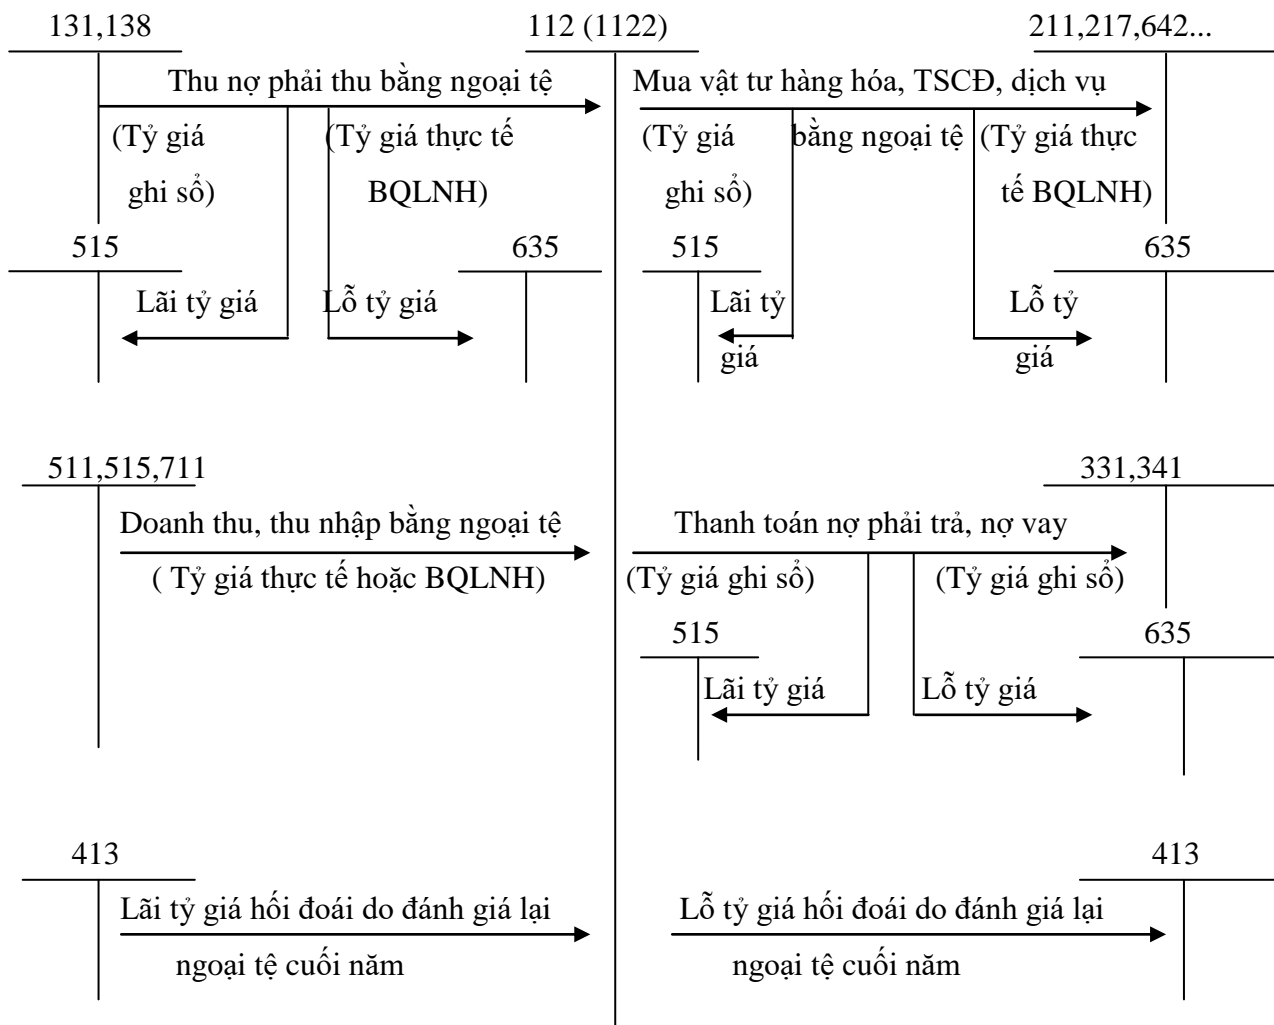 131,138
112 (1122)
211,217,642...
Thu nợ phải thu bằng ngoại tệ
Mua vật tư hàng hóa, TSCĐ, dịch vụ
(Tỷ giá
(Tỷ giá thực tế
(Tỷ giá
bằng ngoại tệ
(Tỷ giá thực
ghi sổ)
BQLNH)
ghi sổ)
tế BQLNH)
515
635
515
635
Lãi tỷ giá
Lỗ tỷ giá
Lãi tỷ
Lỗ tỷ
giá
giá
511,515,711
331,341
Doanh thu, thu nhập bằng ngoại tệ
Thanh toán nợ phải trả, nợ vay
( Tỷ giá thực tế hoặc BQLNH)
(Tỷ giá ghi sổ)
(Tỷ giá ghi sổ)
515
635
Lãi tỷ giá
Lỗ tỷ giá
413
413
Lãi tỷ giá hối đoái do đánh giá lại
Lỗ tỷ giá hối đoái do đánh giá lại
ngoại tệ cuối năm
ngoại tệ cuối năm